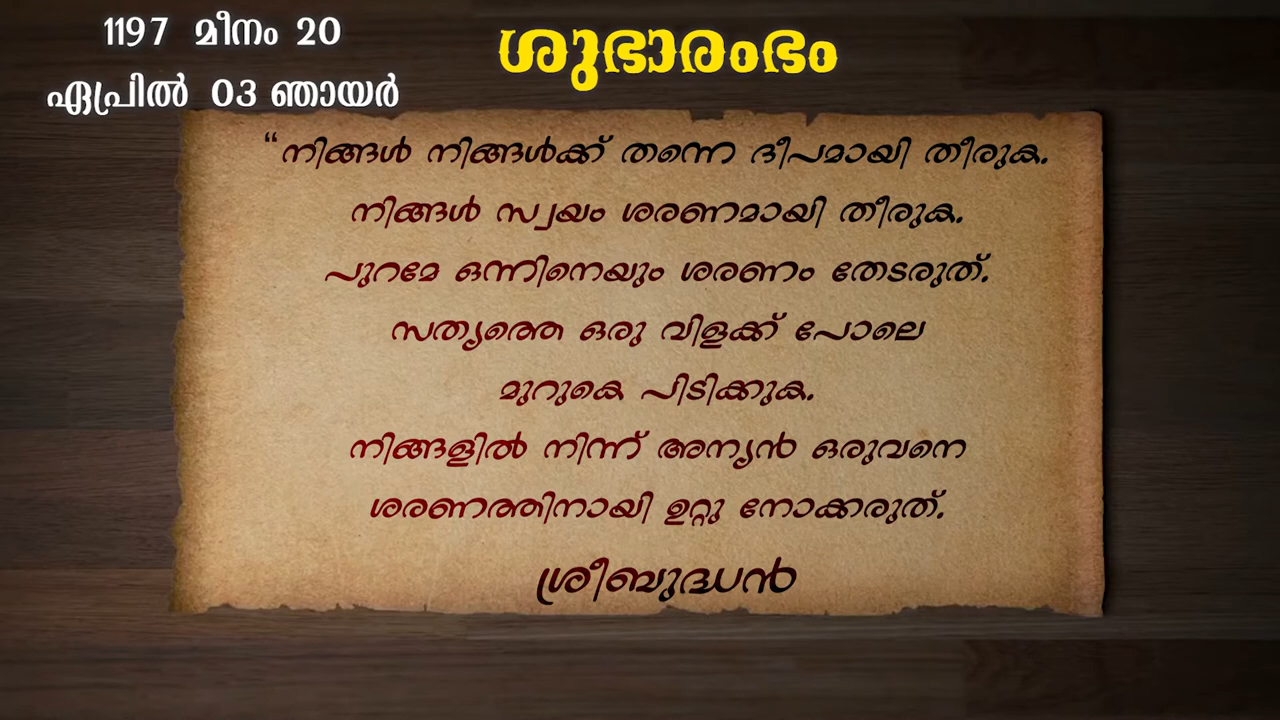 1197 മീനം 20
ഏപ്രിൽ 03 ഞായർ
ശുഭാരംഭം
“നിങ്ങൾ നിങ്ങൾക്ക് തന്നെ ദീപമായി തീരുക.
നിങ്ങൾ സ്വയം ശരണമായി തീരുക.
പുറമേ ഒന്നിനെയും ശരണം തേടരുത്.
സത്യത്തെ ഒരു വിളക്ക് പോലെ
മുറുകെ പിടിക്കുക.
നിങ്ങളിൽ നിന്ന് അന്യൻ ഒരുവനെ
ശരണത്തിനായി ഉറ്റു നോക്കരുത്.
ശ്രീബുദ്ധൻ